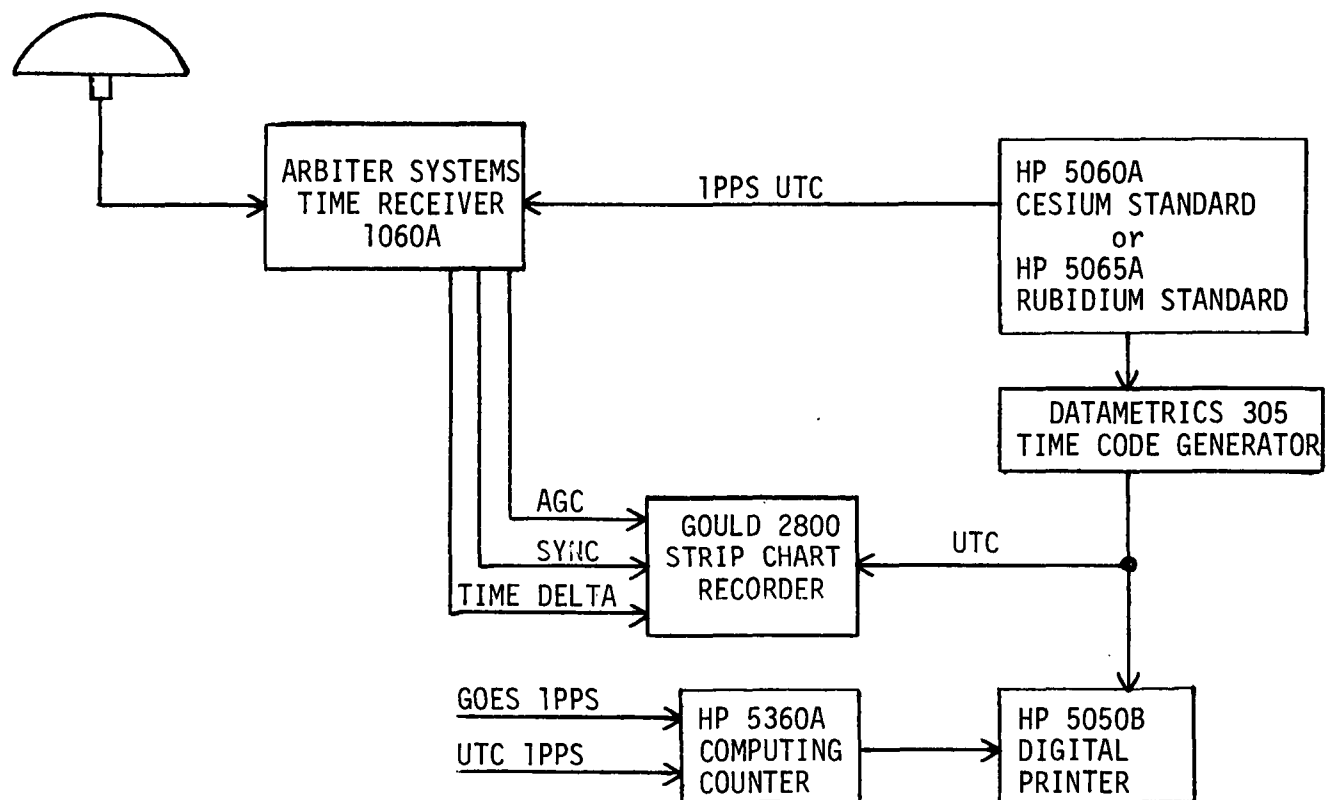 ARBITER SYSTEMS
TIME RECEIVER
1060A
1PPS UTC
HP 5060A
CESIUM STANDARD
or
HP 5065A
RUBIDIUM STANDARD
DATAMETRICS 305
TIME CODE GENERATOR
AGC
SYNC
TIME DELTA
GOULD 2800
STRIP CHART
RECORDER
UTC
GOES 1PPS
UTC 1PPS
HP 5360A
COMPUTING
COUNTER
HP 5050B
DIGITAL
PRINTER